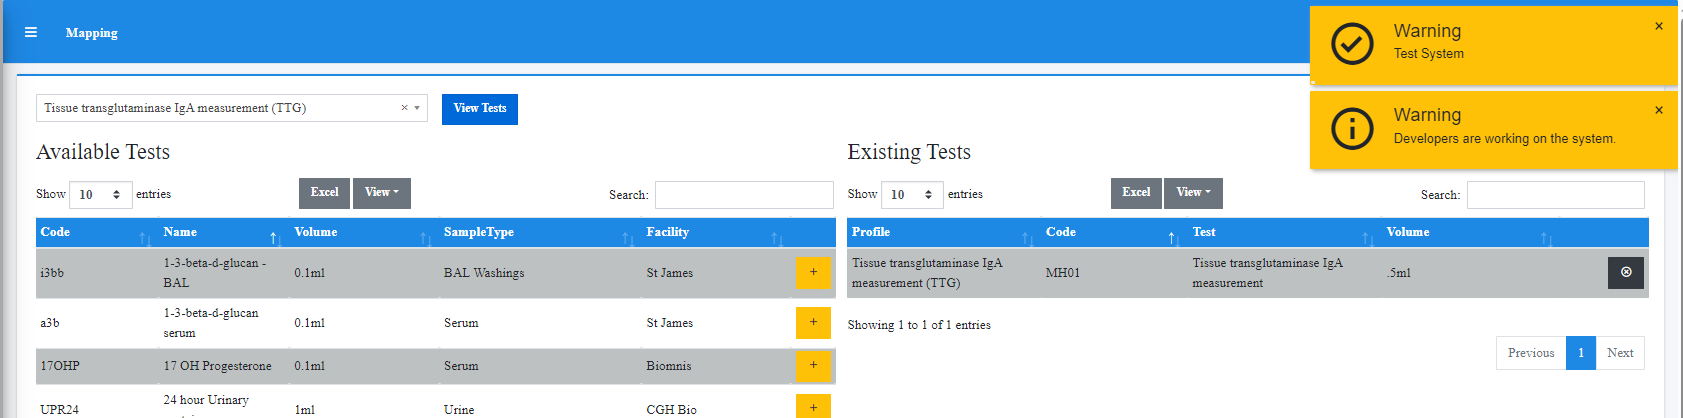 Mapping
Warning
Test System
Warning
Developers are working on the system.
Tissue transglutaminase IgA measurement (TTG)
View Tests
Available Tests
Show 10 entries
Excel View
Search:
Code Name Volume SampleType Facility
i3bb 1-3-beta-d-glucan - 0.1ml BAL Washings St James +
BAL
a3b 1-3-beta-d-glucan 0.1ml Serum St James +
serum
17OHP 17 OH Progesterone 0.1ml Serum Biomnis +
UPR24 24 hour Urinary 1ml Urine CGH Bio +
Existing Tests
Show 10 entries
Excel View
Search:
Profile Code Test Volume
Tissue transglutaminase IgA MH01 Tissue transglutaminase IgA .5ml
measurement (TTG) measurement
Showing 1 to 1 of 1 entries
Previous 1 Next